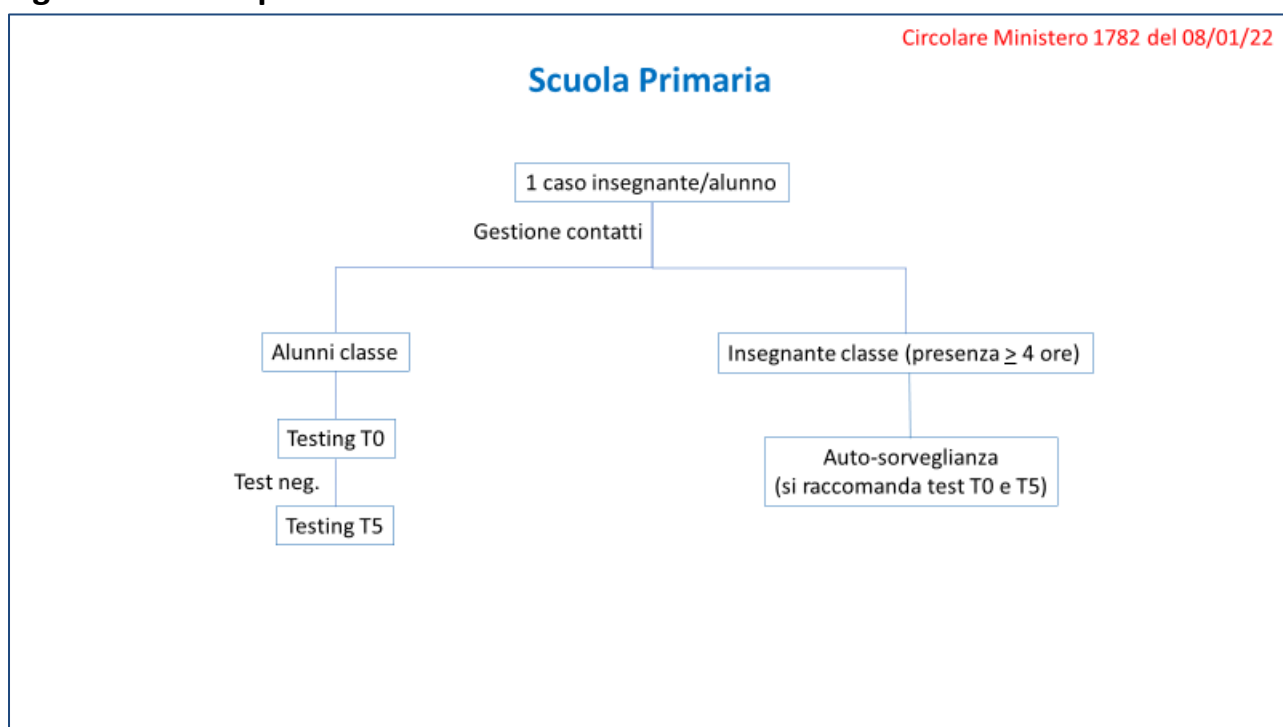 Circolare Ministero 1782 del 08/01/22
Scuola Primaria
1 caso insegnante/alunno
Gestione contatti
Alunni classe
Insegnante classe (presenza ≥ 4 ore)
Testing T0
Auto-sorveglianza
(si raccomanda test T0 e T5)
Test neg.
Testing T5